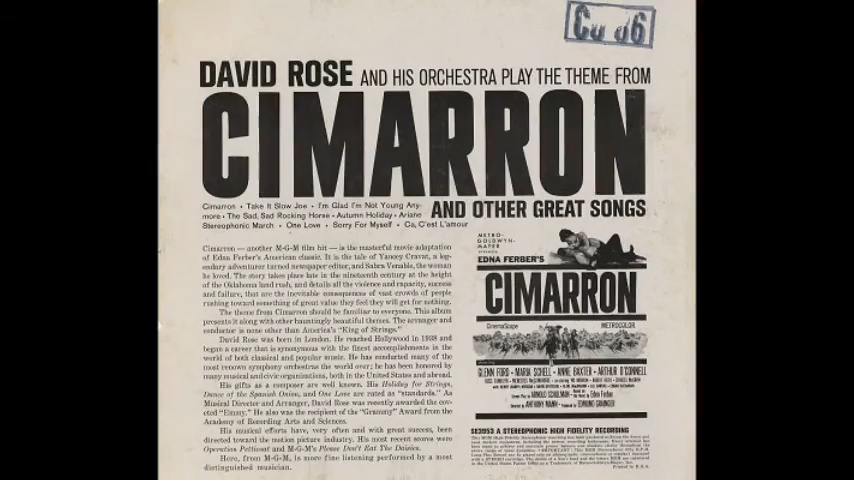 DAVID ROSE AND HIS ORCHESTRA PLAY THE THEME FROM
CIMARRON
Cimarron • Take It Slow Joe • I'm Glad I'm Not Young Any-
more • The Sad, Sad Rocking Horse • Autumn Holiday • Ariane
Stereophonic March • One Love • Sorry For Myself • Ca, C'est L'amour
AND OTHER GREAT SONGS
Cimarron — another M-G-M film hit — is the masterful movie adaptation
of Edna Ferber's American classic. It is the tale of Yancey Cravat, a leg-
endary adventurer turned newspaper editor, and Sabra Venable, the woman
he loved. The story takes place late in the nineteenth century at the height
of the Oklahoma land rush, and details all the violence and rapacity, success
and failure, that are the inevitable consequences of vast crowds of people
rushing toward something of great value they feel they will get for nothing.
The theme from Cimarron should be familiar to everyone. This album
presents it along with other hauntingly beautiful themes. The arranger and
conductor is none other than America's "King of Strings."
David Rose was born in London. He reached Hollywood in 1938 and
began a career that is synonymous with the finest accomplishments in the
world of both classical and popular music. He has conducted many of the
most renown symphony orchestras the world over; he has been honored by
many musical and civic organizations, both in the United States and abroad.
His gifts as a composer are well known. His Holiday for Strings,
Dance of the Spanish Onion, and One Love are rated as "standards." As
Musical Director and Arranger, David Rose was recently awarded the cov-
eted "Emmy." He also was the recipient of the "Grammy" Award from the
Academy of Recording Arts and Sciences.
His musical efforts have, very often and with great success, been
directed toward the motion picture industry. His most recent scores were
Operation Petticoat and M-G-M's Please Don't Eat The Daisies.
Here, from M-G-M, is more fine listening performed by a most
distinguished musician.
METRO-
GOLDWYN-
MAYER
EDNA FERBER'S
CIMARRON
CinemaScope METROCOLOR
GLENN FORD • MARIA SCHELL • ANNE BAXTER • ARTHUR O'CONNELL
ARNOLD SCHULMAN
Edna Ferber
Directed by ANTHONY MANN • Produced by EDMUND GRAINGER
SE3953 A STEREOPHONIC HIGH FIDELITY RECORDING
Printed in U.S.A.